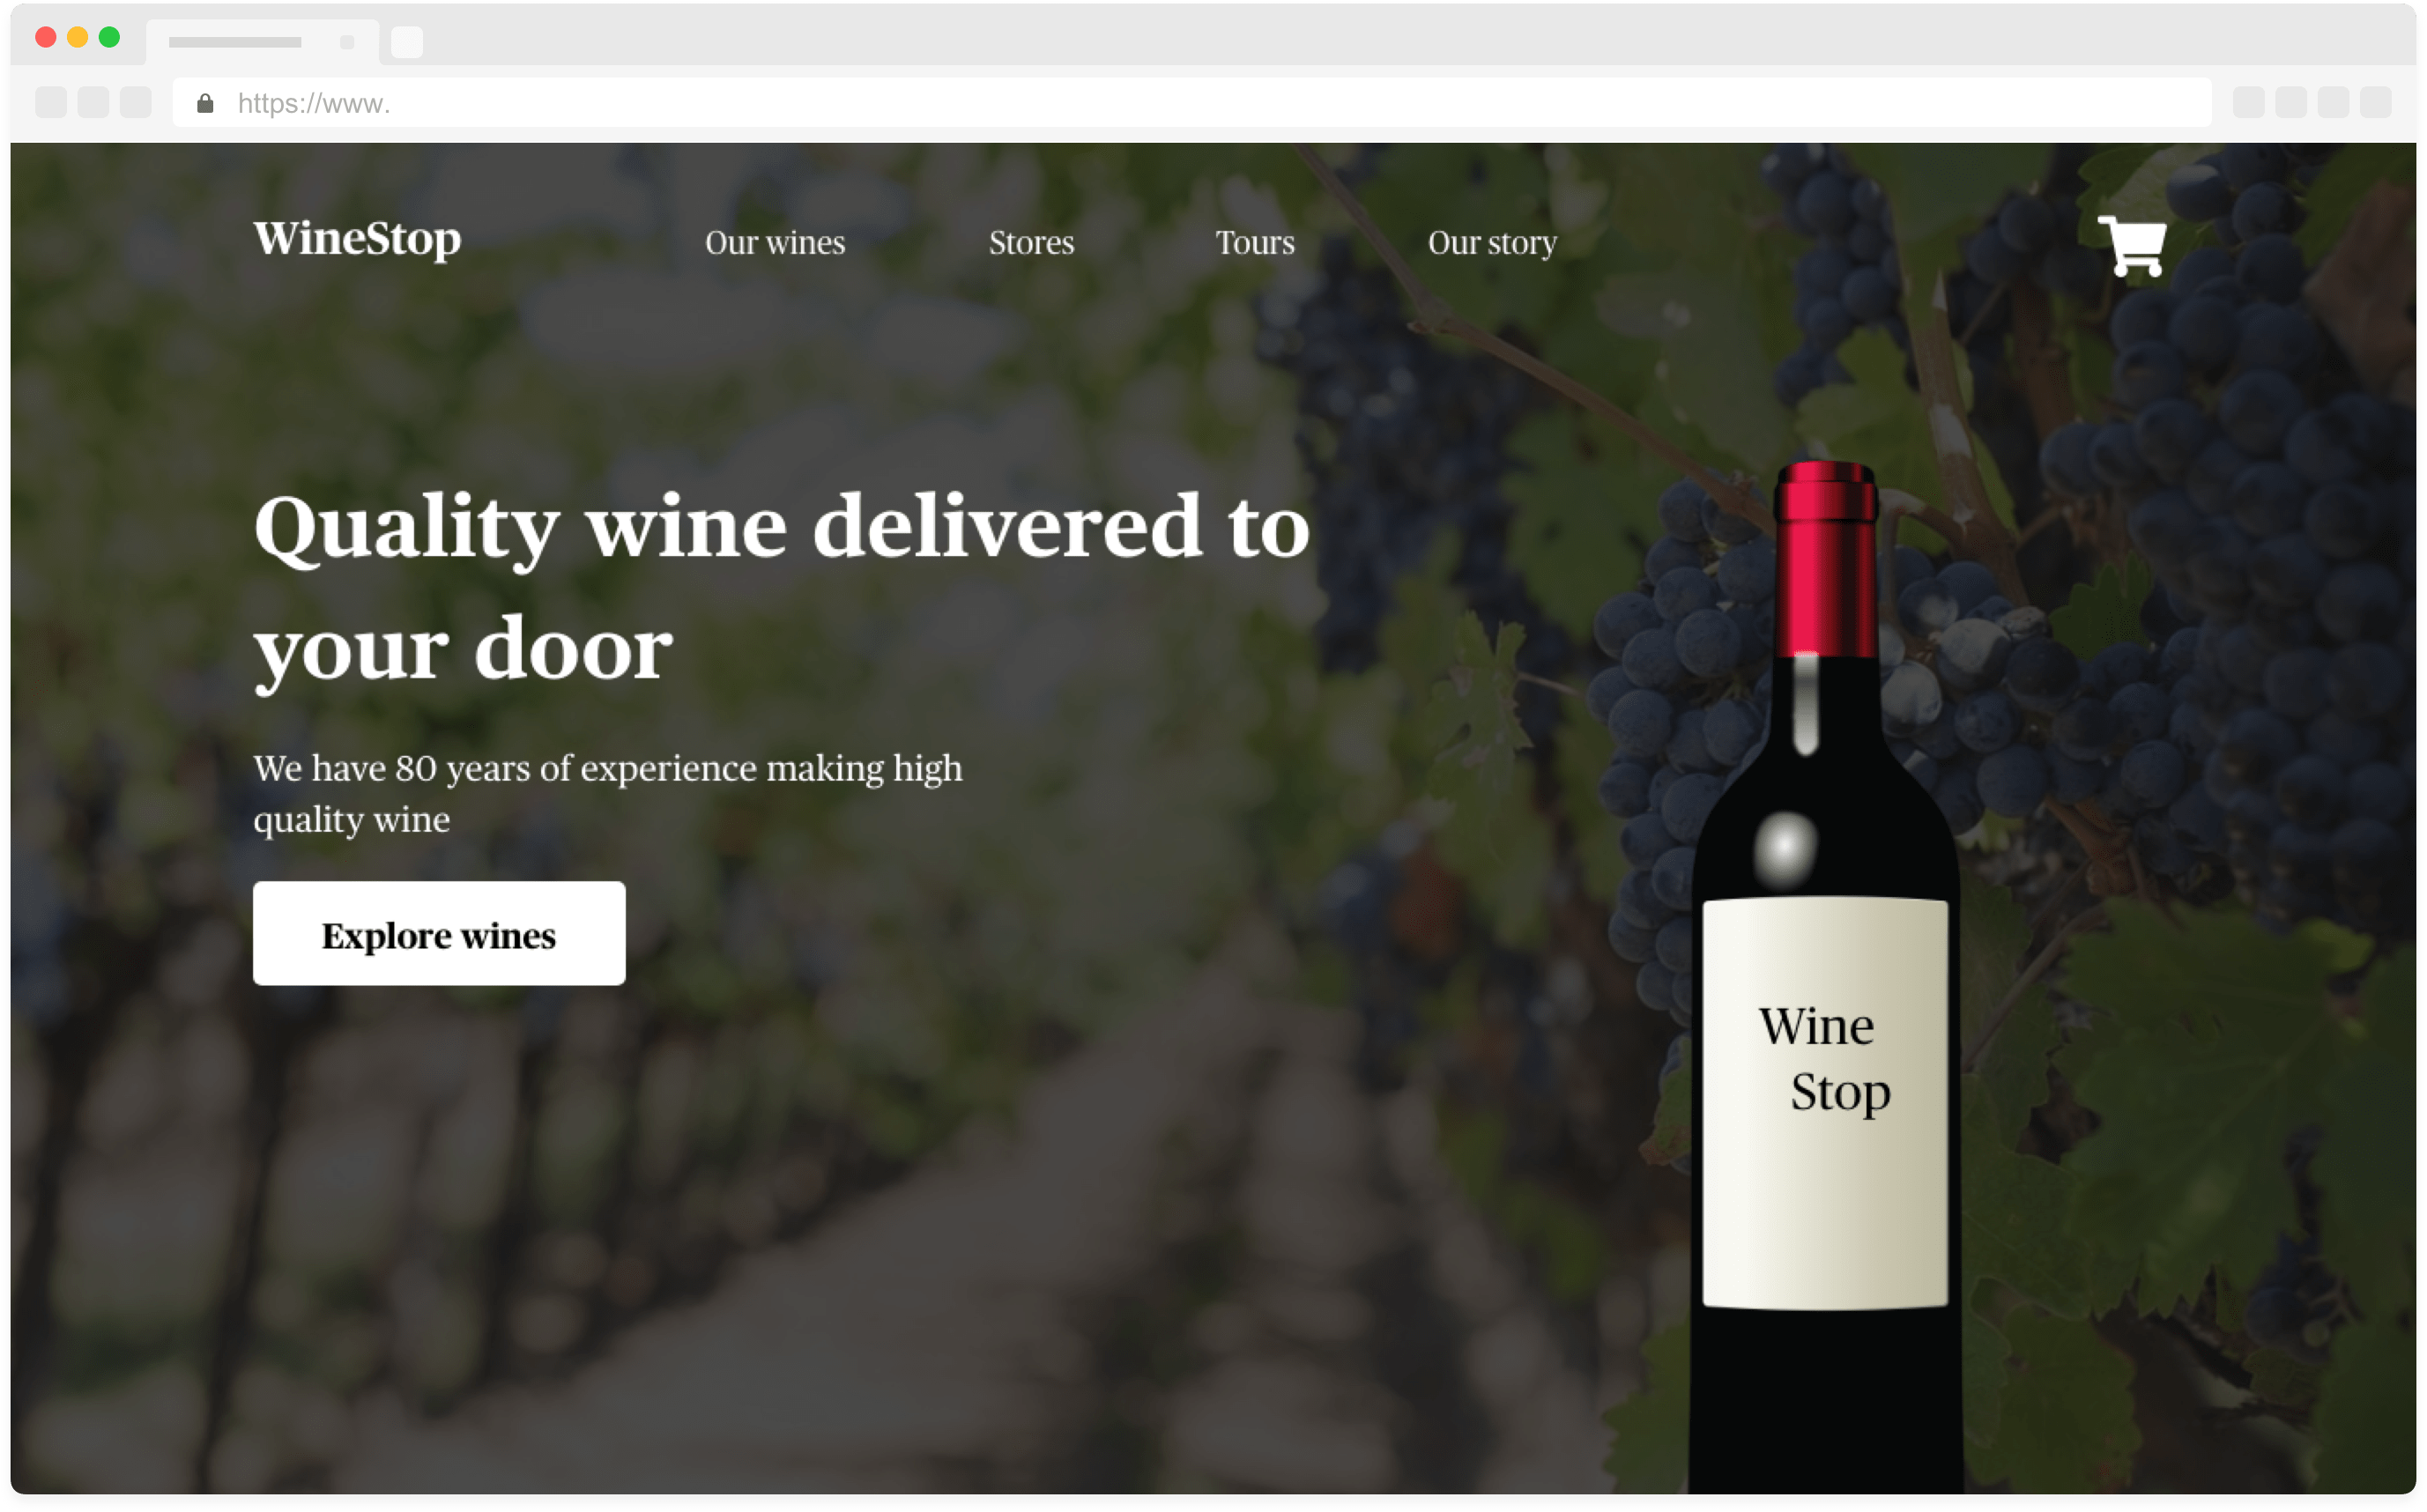 https://www.
WineStop
Our wines
Stores
Tours
Our story
Quality wine delivered to
your door
We have 80 years of experience making high
quality wine
Explore wines
Wine
Stop